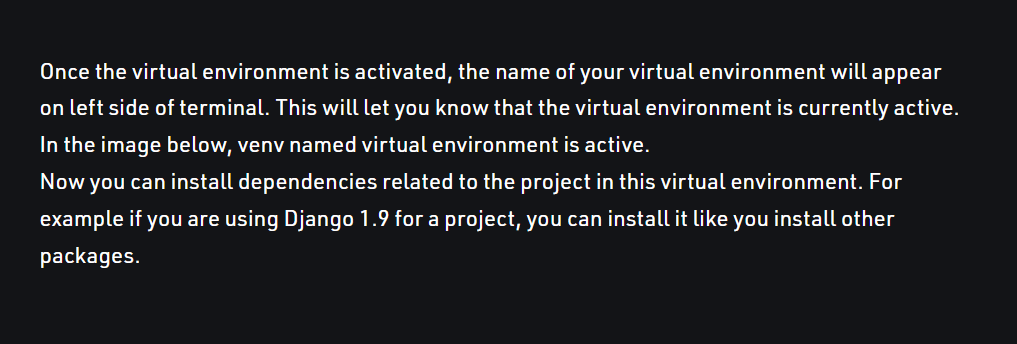 Once the virtual environment is activated, the name of your virtual environment will appear
on left side of terminal. This will let you know that the virtual environment is currently active.
In the image below, venv named virtual environment is active.
Now you can install dependencies related to the project in this virtual environment. For
example if you are using Django 1.9 for a project, you can install it like you install other
packages.